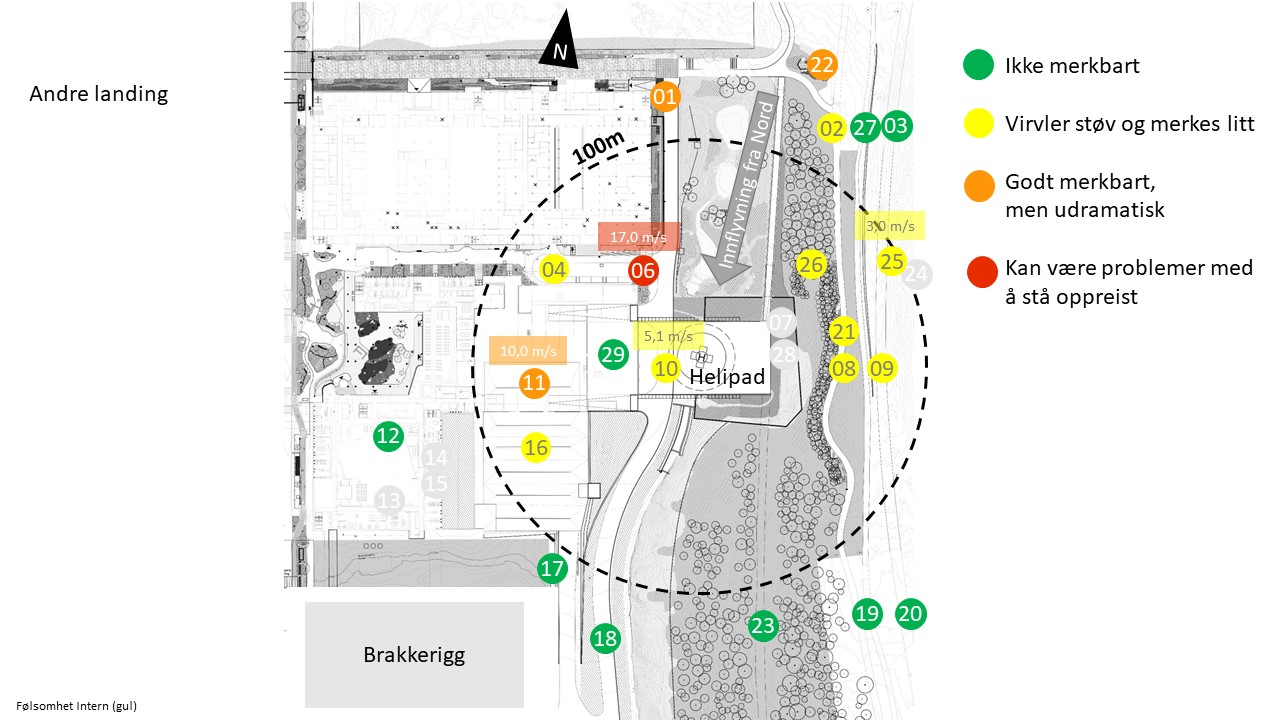 Andre landing
N
22
Ikke merkbart
01
02
27
03
Virvler støv og merkes litt
100m
Innflyvning fra Nord
Godt merkbart,
men udramatisk
3,0 m/s
17,0 m/s
04
06
26
25
24
Kan være problemer med
å stå oppreist
07
21
5,1 m/s
10,0 m/s
29
28
10
Helipad
08
09
11
12
16
14
15
13
17
19
20
23
18
Brakkerigg
Følsomhet Intern (gul)